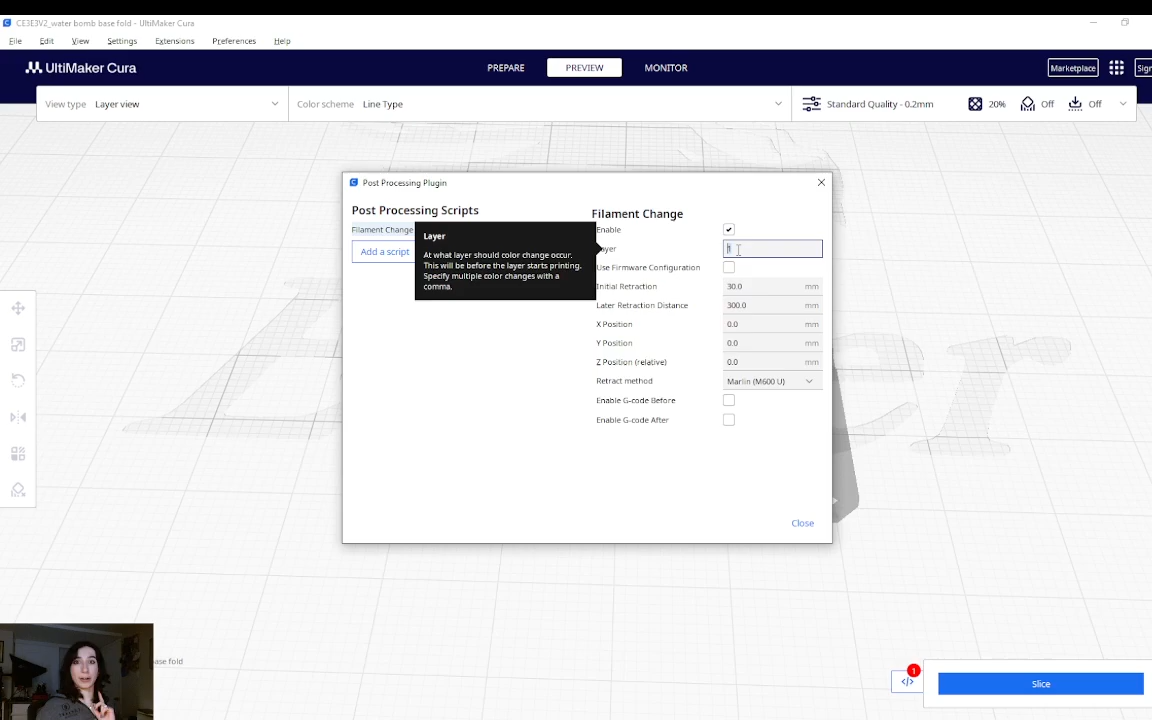 CE3E3V2_water bomb base fold - UltiMaker Cura
File Edit View Settings Extensions Preferences Help
UltiMaker Cura
PREPARE PREVIEW MONITOR
Marketplace
Sign
View type Layer view
Color scheme Line Type
Standard Quality - 0.2mm 20% Off Off
Post Processing Plugin
Post Processing Scripts
Filament Change
Add a script
Layer
At what layer should color change occur.
This will be before the layer starts printing.
Specify multiple color changes with a
comma.
Filament Change
Enable
ayer 1
Use Firmware Configuration
Initial Retraction 30.0 mm
Later Retraction Distance 300.0 mm
X Position 0.0 mm
Y Position 0.0 mm
Z Position (relative) 0.0 mm
Retract method Marlin (M600 U)
Enable G-code Before
Enable G-code After
Close
ase fold
</> 1
Slice